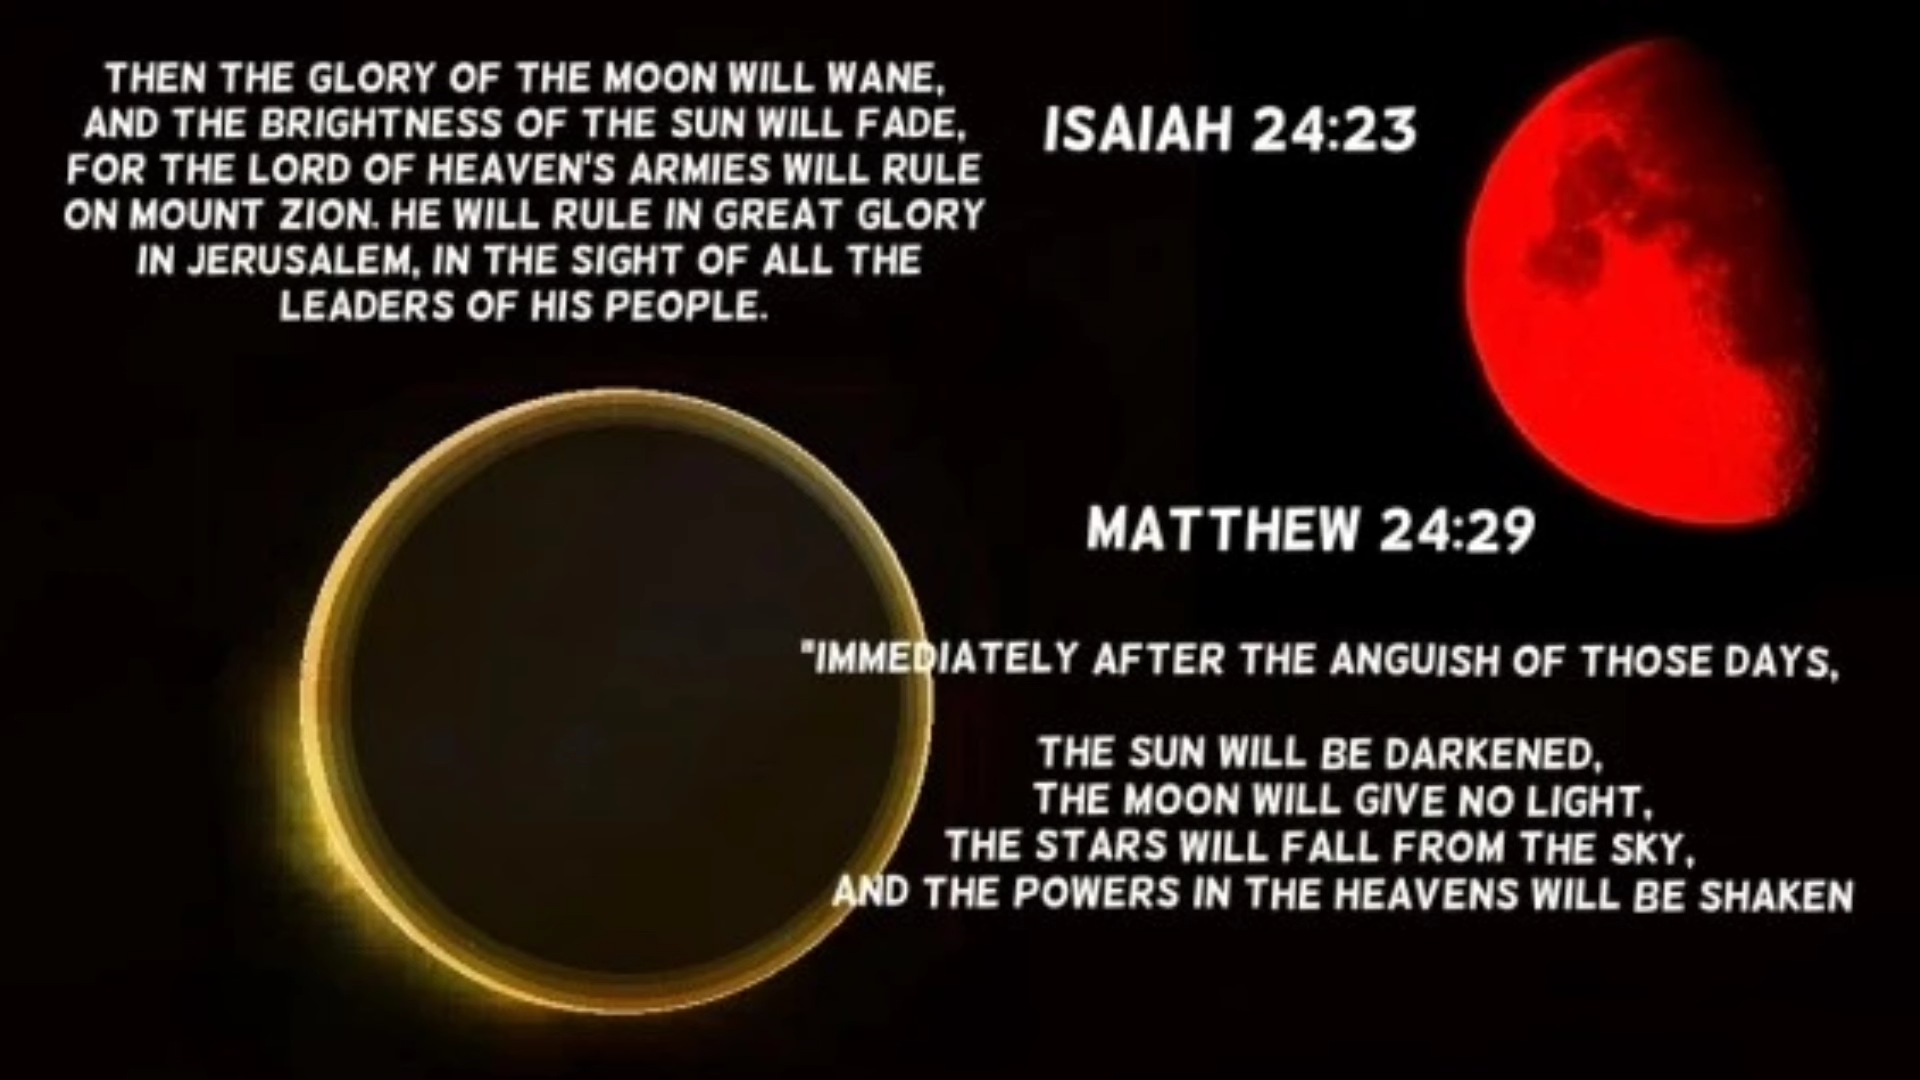 THEN THE GLORY OF THE MOON WILL WANE,
AND THE BRIGHTNESS OF THE SUN WILL FADE,
FOR THE LORD OF HEAVEN'S ARMIES WILL RULE
ON MOUNT ZION. HE WILL RULE IN GREAT GLORY
IN JERUSALEM, IN THE SIGHT OF ALL THE
LEADERS OF HIS PEOPLE.
ISAIAH 24:23
MATTHEW 24:29
"IMMEDIATELY AFTER THE ANGUISH OF THOSE DAYS,
THE SUN WILL BE DARKENED,
THE MOON WILL GIVE NO LIGHT,
THE STARS WILL FALL FROM THE SKY,
AND THE POWERS IN THE HEAVENS WILL BE SHAKEN